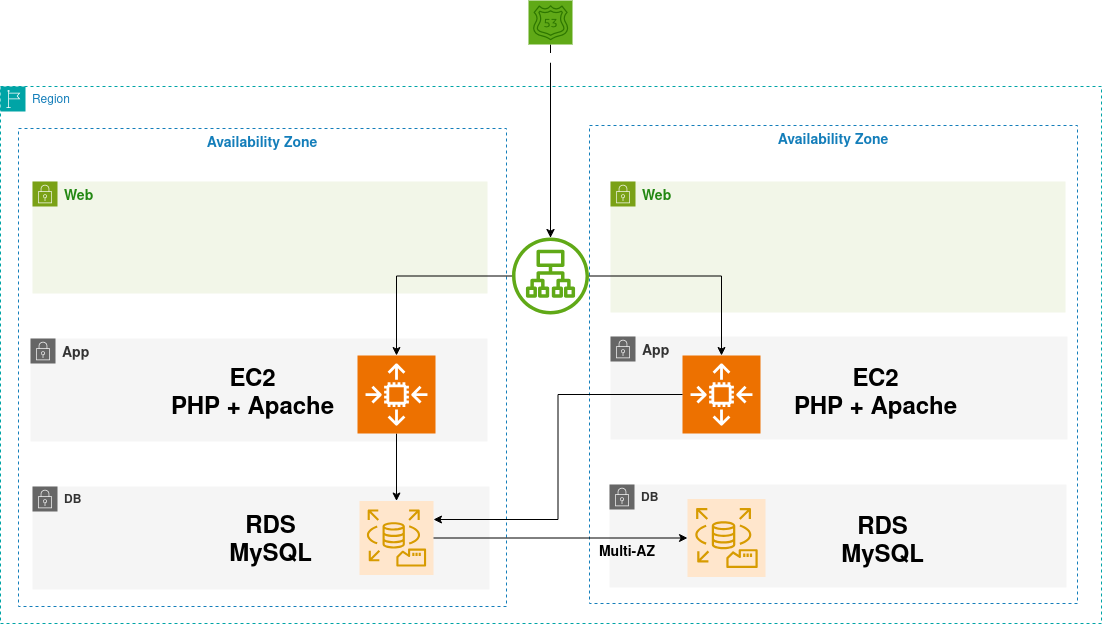 53
Region
Availability Zone
Availability Zone
Web
Web
App
App
EC2
PHP + Apache
EC2
PHP + Apache
DB
DB
RDS
MySQL
RDS
MySQL
Multi-AZ